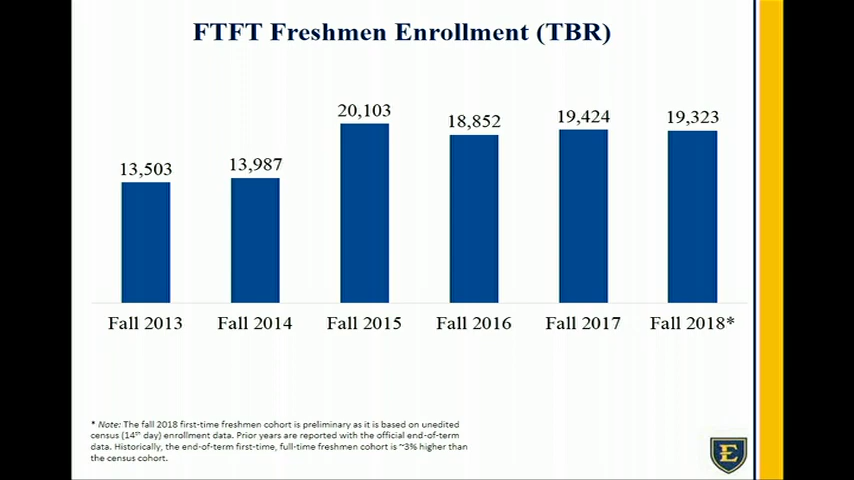 FTFT Freshmen Enrollment (TBR)
13,503
13,987
20,103
18,852
19,424
19,323
Fall 2013
Fall 2014
Fall 2015
Fall 2016
Fall 2017
Fall 2018*
* Note: The fall 2018 first-time freshmen cohort is preliminary as it is based on unedited
census (14th day) enrollment data. Prior years are reported with the official end-of-term
data. Historically, the end-of-term first-time, full-time freshmen cohort is ~3% higher than
the census cohort.
E